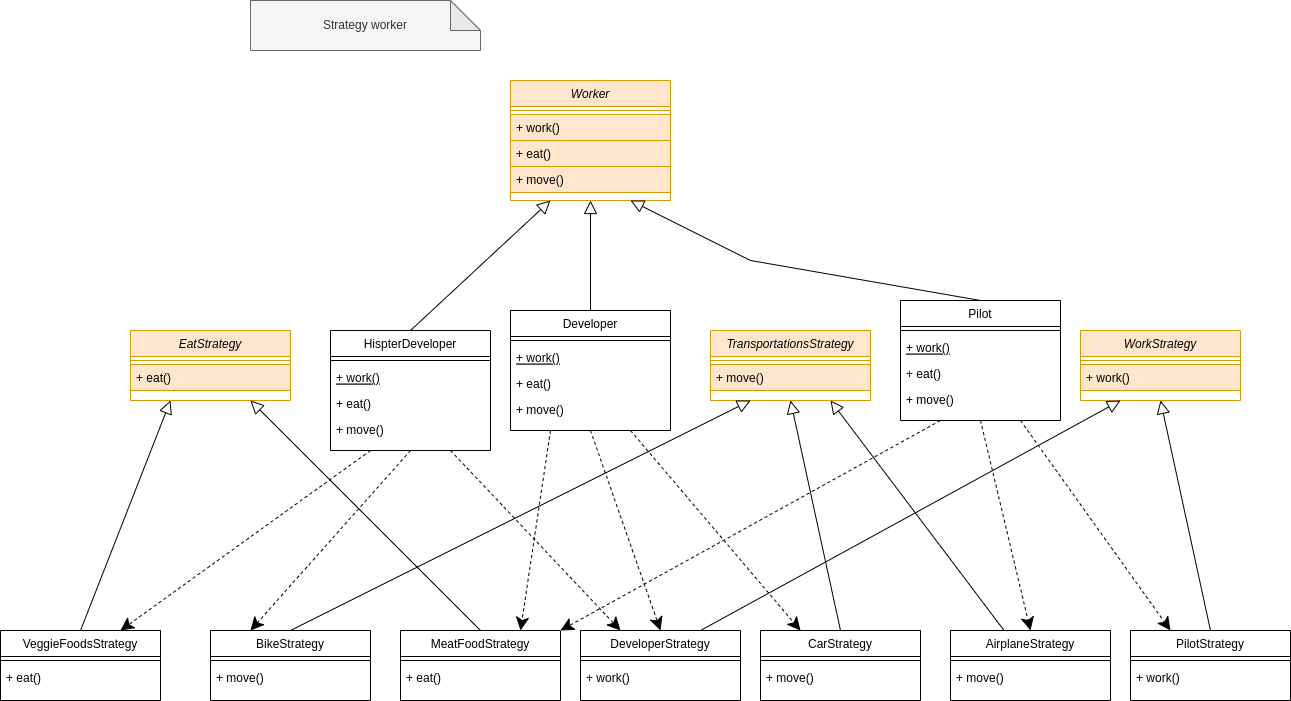 Strategy worker
Worker
+ work()
+ eat()
+ move()
EatStrategy
+ eat()
HispterDeveloper
+ work()
+ eat()
+ move()
Developer
+ work()
+ eat()
+ move()
TransportationsStrategy
+ move()
Pilot
+ work()
+ eat()
+ move()
WorkStrategy
+ work()
VeggieFoodsStrategy
+ eat()
BikeStrategy
+ move()
MeatFoodStrategy
+ eat()
DeveloperStrategy
+ work()
CarStrategy
+ move()
AirplaneStrategy
+ move()
PilotStrategy
+ work()